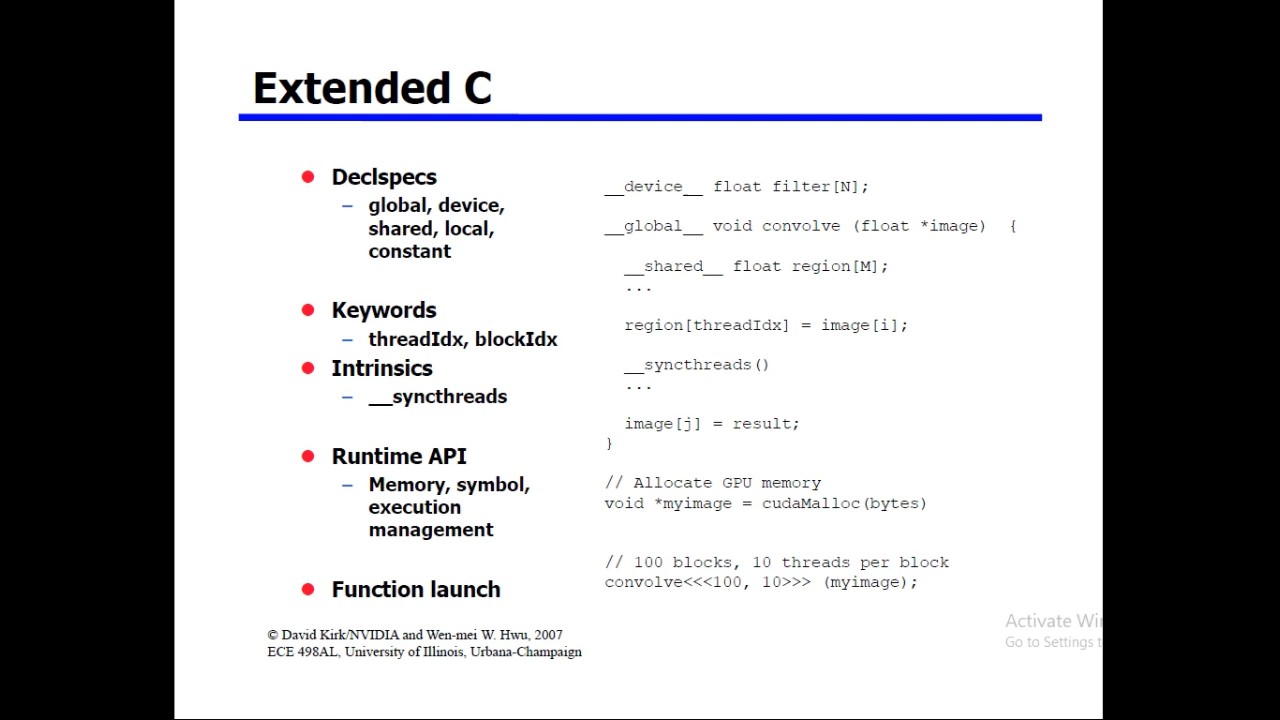 Extended C
Declspecs
– global, device,
shared, local,
constant
Keywords
– threadIdx, blockIdx
Intrinsics
– __syncthreads
Runtime API
– Memory, symbol,
execution
management
Function launch
__device__ float filter[N];
__global__ void convolve (float *image)  {
__shared__ float region[M];
...
region[threadIdx] = image[i];
__syncthreads()
...
image[j] = result;
}
// Allocate GPU memory
void *myimage = cudaMalloc(bytes)
// 100 blocks, 10 threads per block
convolve<<<100, 10>>> (myimage);
© David Kirk/NVIDIA and Wen-mei W. Hwu, 2007
ECE 498AL, University of Illinois, Urbana-Champaign
Activate Wi
Go to Settings t